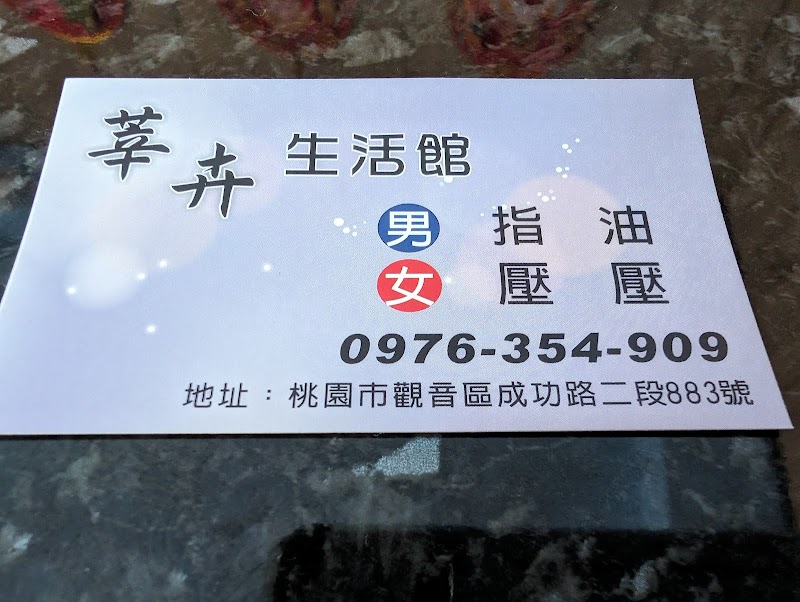 莘卉 生活館
男 指 油
女 壓 壓
0976-354-909
地址：桃園市觀音區成功路二段883號